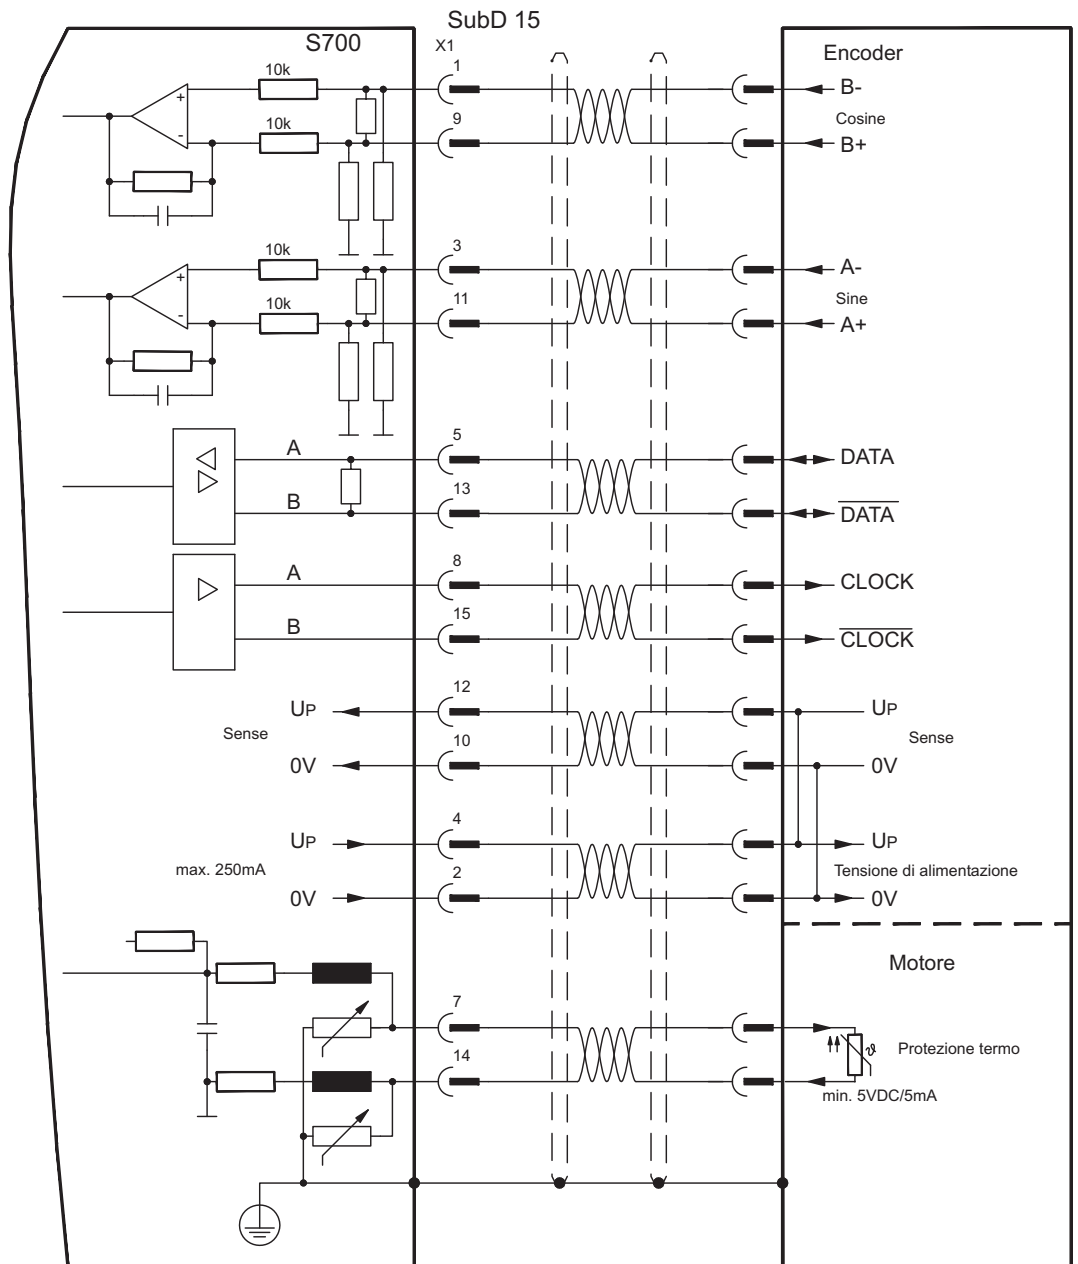 SubD 15
S700
X1
Encoder
10k
1
B-
Cosine
10k
9
B+
+
-
10k
3
A-
Sine
10k
11
A+
+
-
A
5
DATA
B
13
DATA
A
8
CLOCK
B
15
CLOCK
UP
12
UP
Sense
Sense
0V
10
0V
UP
4
UP
max. 250mA
Tensione di alimentazione
0V
2
0V
Motore
7
ϑ
Protezione termo
14
min. 5VDC/5mA